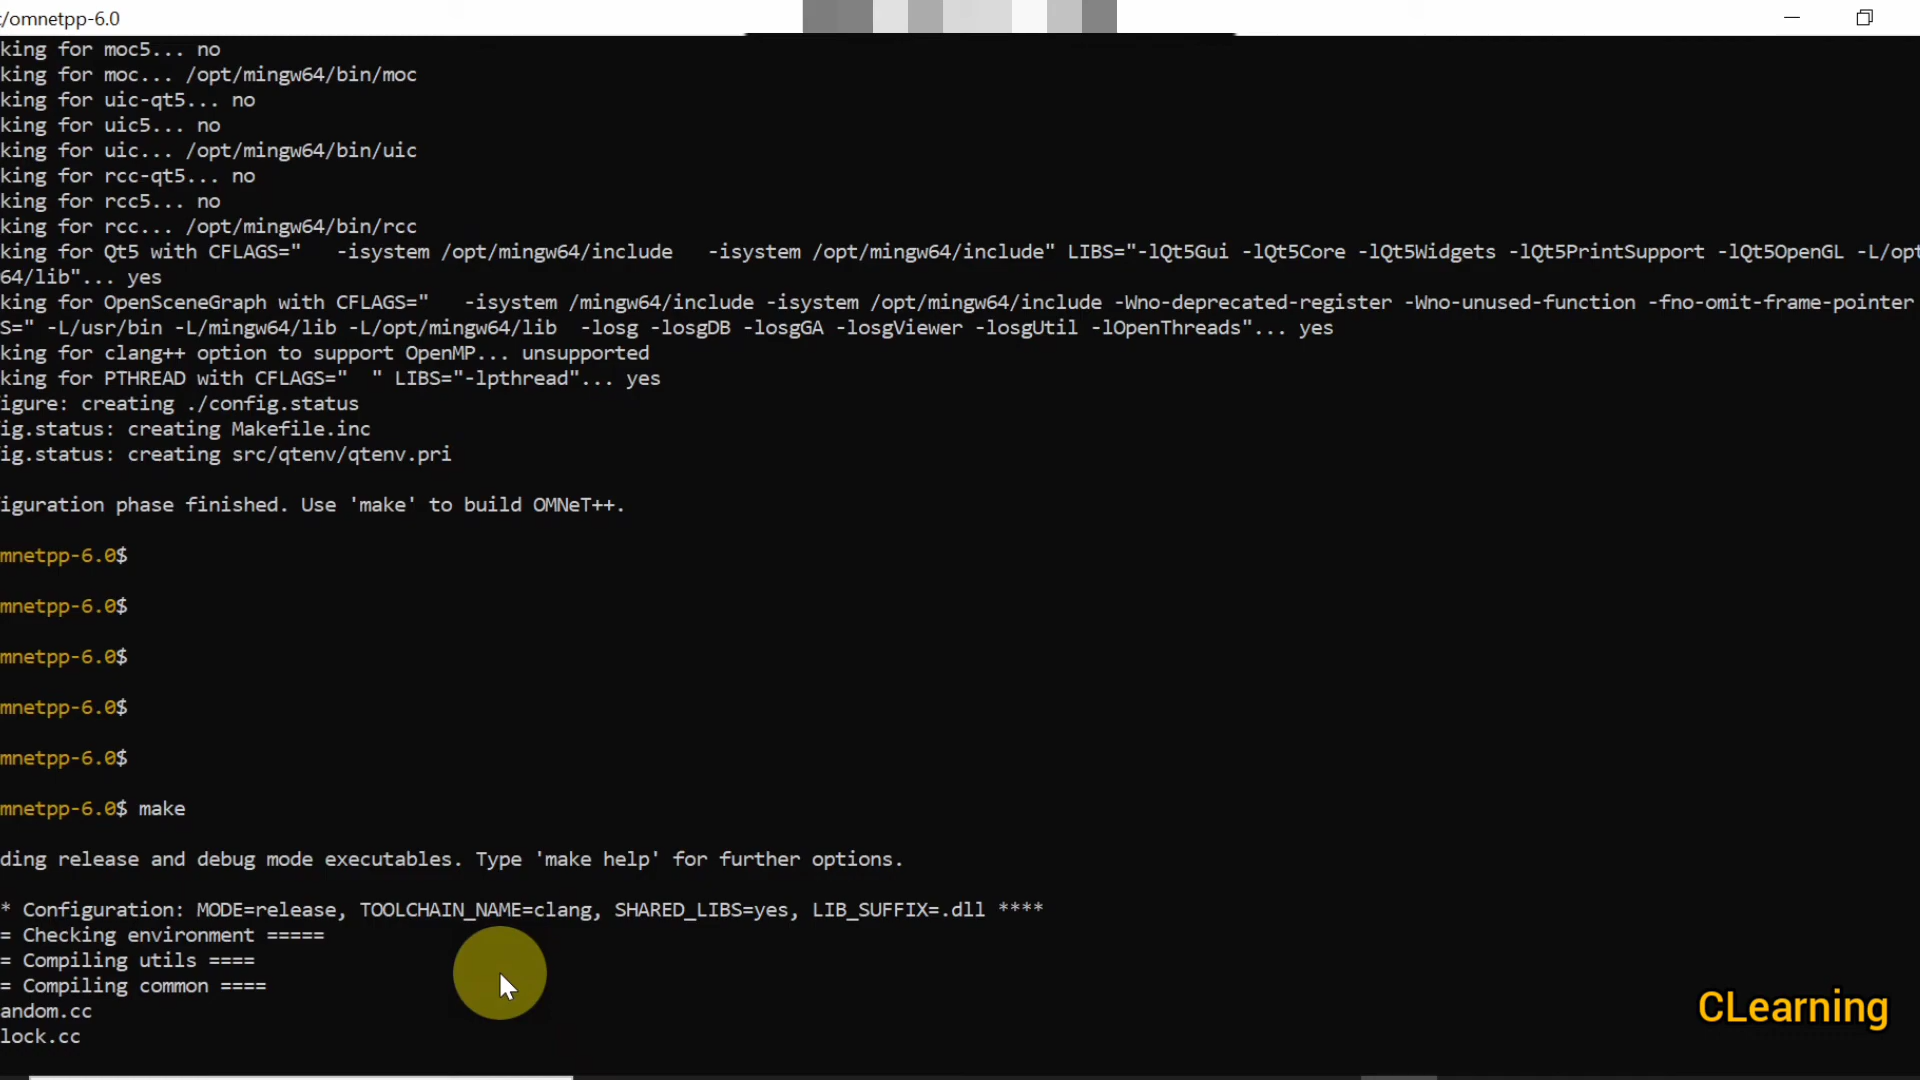 :/omnetpp-6.0
king for moc5... no
king for moc... /opt/mingw64/bin/moc
king for uic-qt5... no
king for uic5... no
king for uic... /opt/mingw64/bin/uic
king for rcc-qt5... no
king for rcc5... no
king for rcc... /opt/mingw64/bin/rcc
king for Qt5 with CFLAGS="   -isystem /opt/mingw64/include   -isystem /opt/mingw64/include" LIBS="-lQt5Gui -lQt5Core -lQt5Widgets -lQt5PrintSupport -lQt5OpenGL -L/opt
64/lib"... yes
king for OpenSceneGraph with CFLAGS="   -isystem /mingw64/include -isystem /opt/mingw64/include -Wno-deprecated-register -Wno-unused-function -fno-omit-frame-pointer
S=" -L/usr/bin -L/mingw64/lib -L/opt/mingw64/lib  -losg -losgDB -losgGA -losgViewer -losgUtil -lOpenThreads"... yes
king for clang++ option to support OpenMP... unsupported
king for PTHREAD with CFLAGS="  " LIBS="-lpthread"... yes
igure: creating ./config.status
ig.status: creating Makefile.inc
ig.status: creating src/qtenv/qtenv.pri
iguration phase finished. Use 'make' to build OMNeT++.
mnetpp-6.0$
mnetpp-6.0$
mnetpp-6.0$
mnetpp-6.0$
mnetpp-6.0$
mnetpp-6.0$ make
ding release and debug mode executables. Type 'make help' for further options.
* Configuration: MODE=release, TOOLCHAIN_NAME=clang, SHARED_LIBS=yes, LIB_SUFFIX=.dll ****
= Checking environment =====
= Compiling utils ====
= Compiling common ====
andom.cc
lock.cc
CLearning